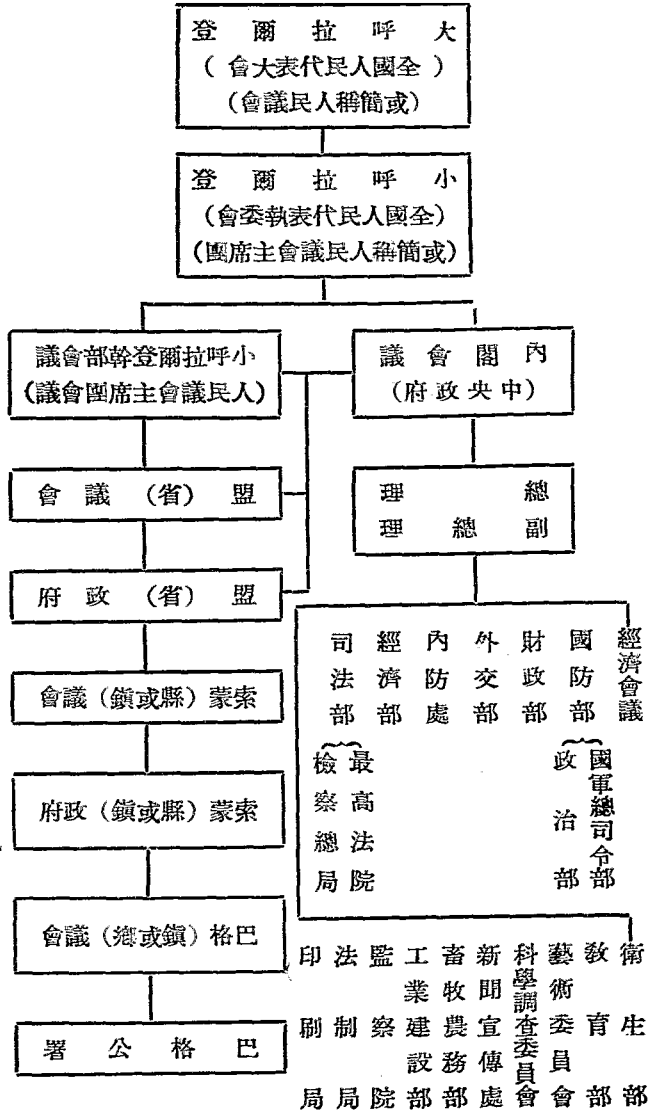 大呼拉爾登
(全國人民代表大會)
(或簡稱人民議會)
小呼拉爾登
(全國人民代表執委會)
(或簡稱人民議會主席團)
內閣會議
(中央政府)
總理
副總理
經濟會議
國防部
國軍總司令部
政治部
財政部
外交部
內防處
經濟部
司法部
最高法院
檢察總局
衛生部
教育部
藝術委員會
科學調查委員會
新聞宣傳處
畜牧農務部
工業建設部
監察院
法制局
印刷局
小呼拉爾登幹部會議
(人民議會主席團會議)
盟(省)議會
盟(省)政府
索蒙(縣或鎮)議會
索蒙(縣或鎮)政府
巴格(鎮或鄉)議會
巴格公署